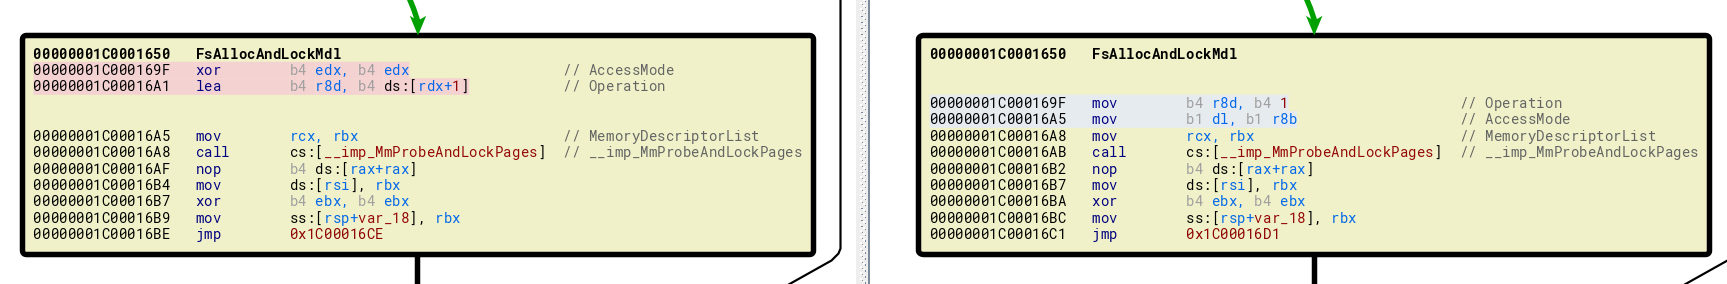 00000001C0001650 FsAllocAndLockMdl
00000001C000169F xor b4 edx, b4 edx // AccessMode
00000001C00016A1 lea b4 r8d, b4 ds:[rdx+1] // Operation
00000001C00016A5 mov rcx, rbx // MemoryDescriptorList
00000001C00016A8 call cs:[__imp_MmProbeAndLockPages] // __imp_MmProbeAndLockPages
00000001C00016AF nop b4 ds:[rax+rax]
00000001C00016B4 mov ds:[rsi], rbx
00000001C00016B7 xor b4 ebx, b4 ebx
00000001C00016B9 mov ss:[rsp+var_18], rbx
00000001C00016BE jmp 0x1C00016CE
00000001C0001650 FsAllocAndLockMdl
00000001C000169F mov b4 r8d, b4 1 // Operation
00000001C00016A5 mov b1 dl, b1 r8b // AccessMode
00000001C00016A8 mov rcx, rbx // MemoryDescriptorList
00000001C00016AB call cs:[__imp_MmProbeAndLockPages] // __imp_MmProbeAndLockPages
00000001C00016B2 nop b4 ds:[rax+rax]
00000001C00016B7 mov ds:[rsi], rbx
00000001C00016BA xor b4 ebx, b4 ebx
00000001C00016BC mov ss:[rsp+var_18], rbx
00000001C00016C1 jmp 0x1C00016D1